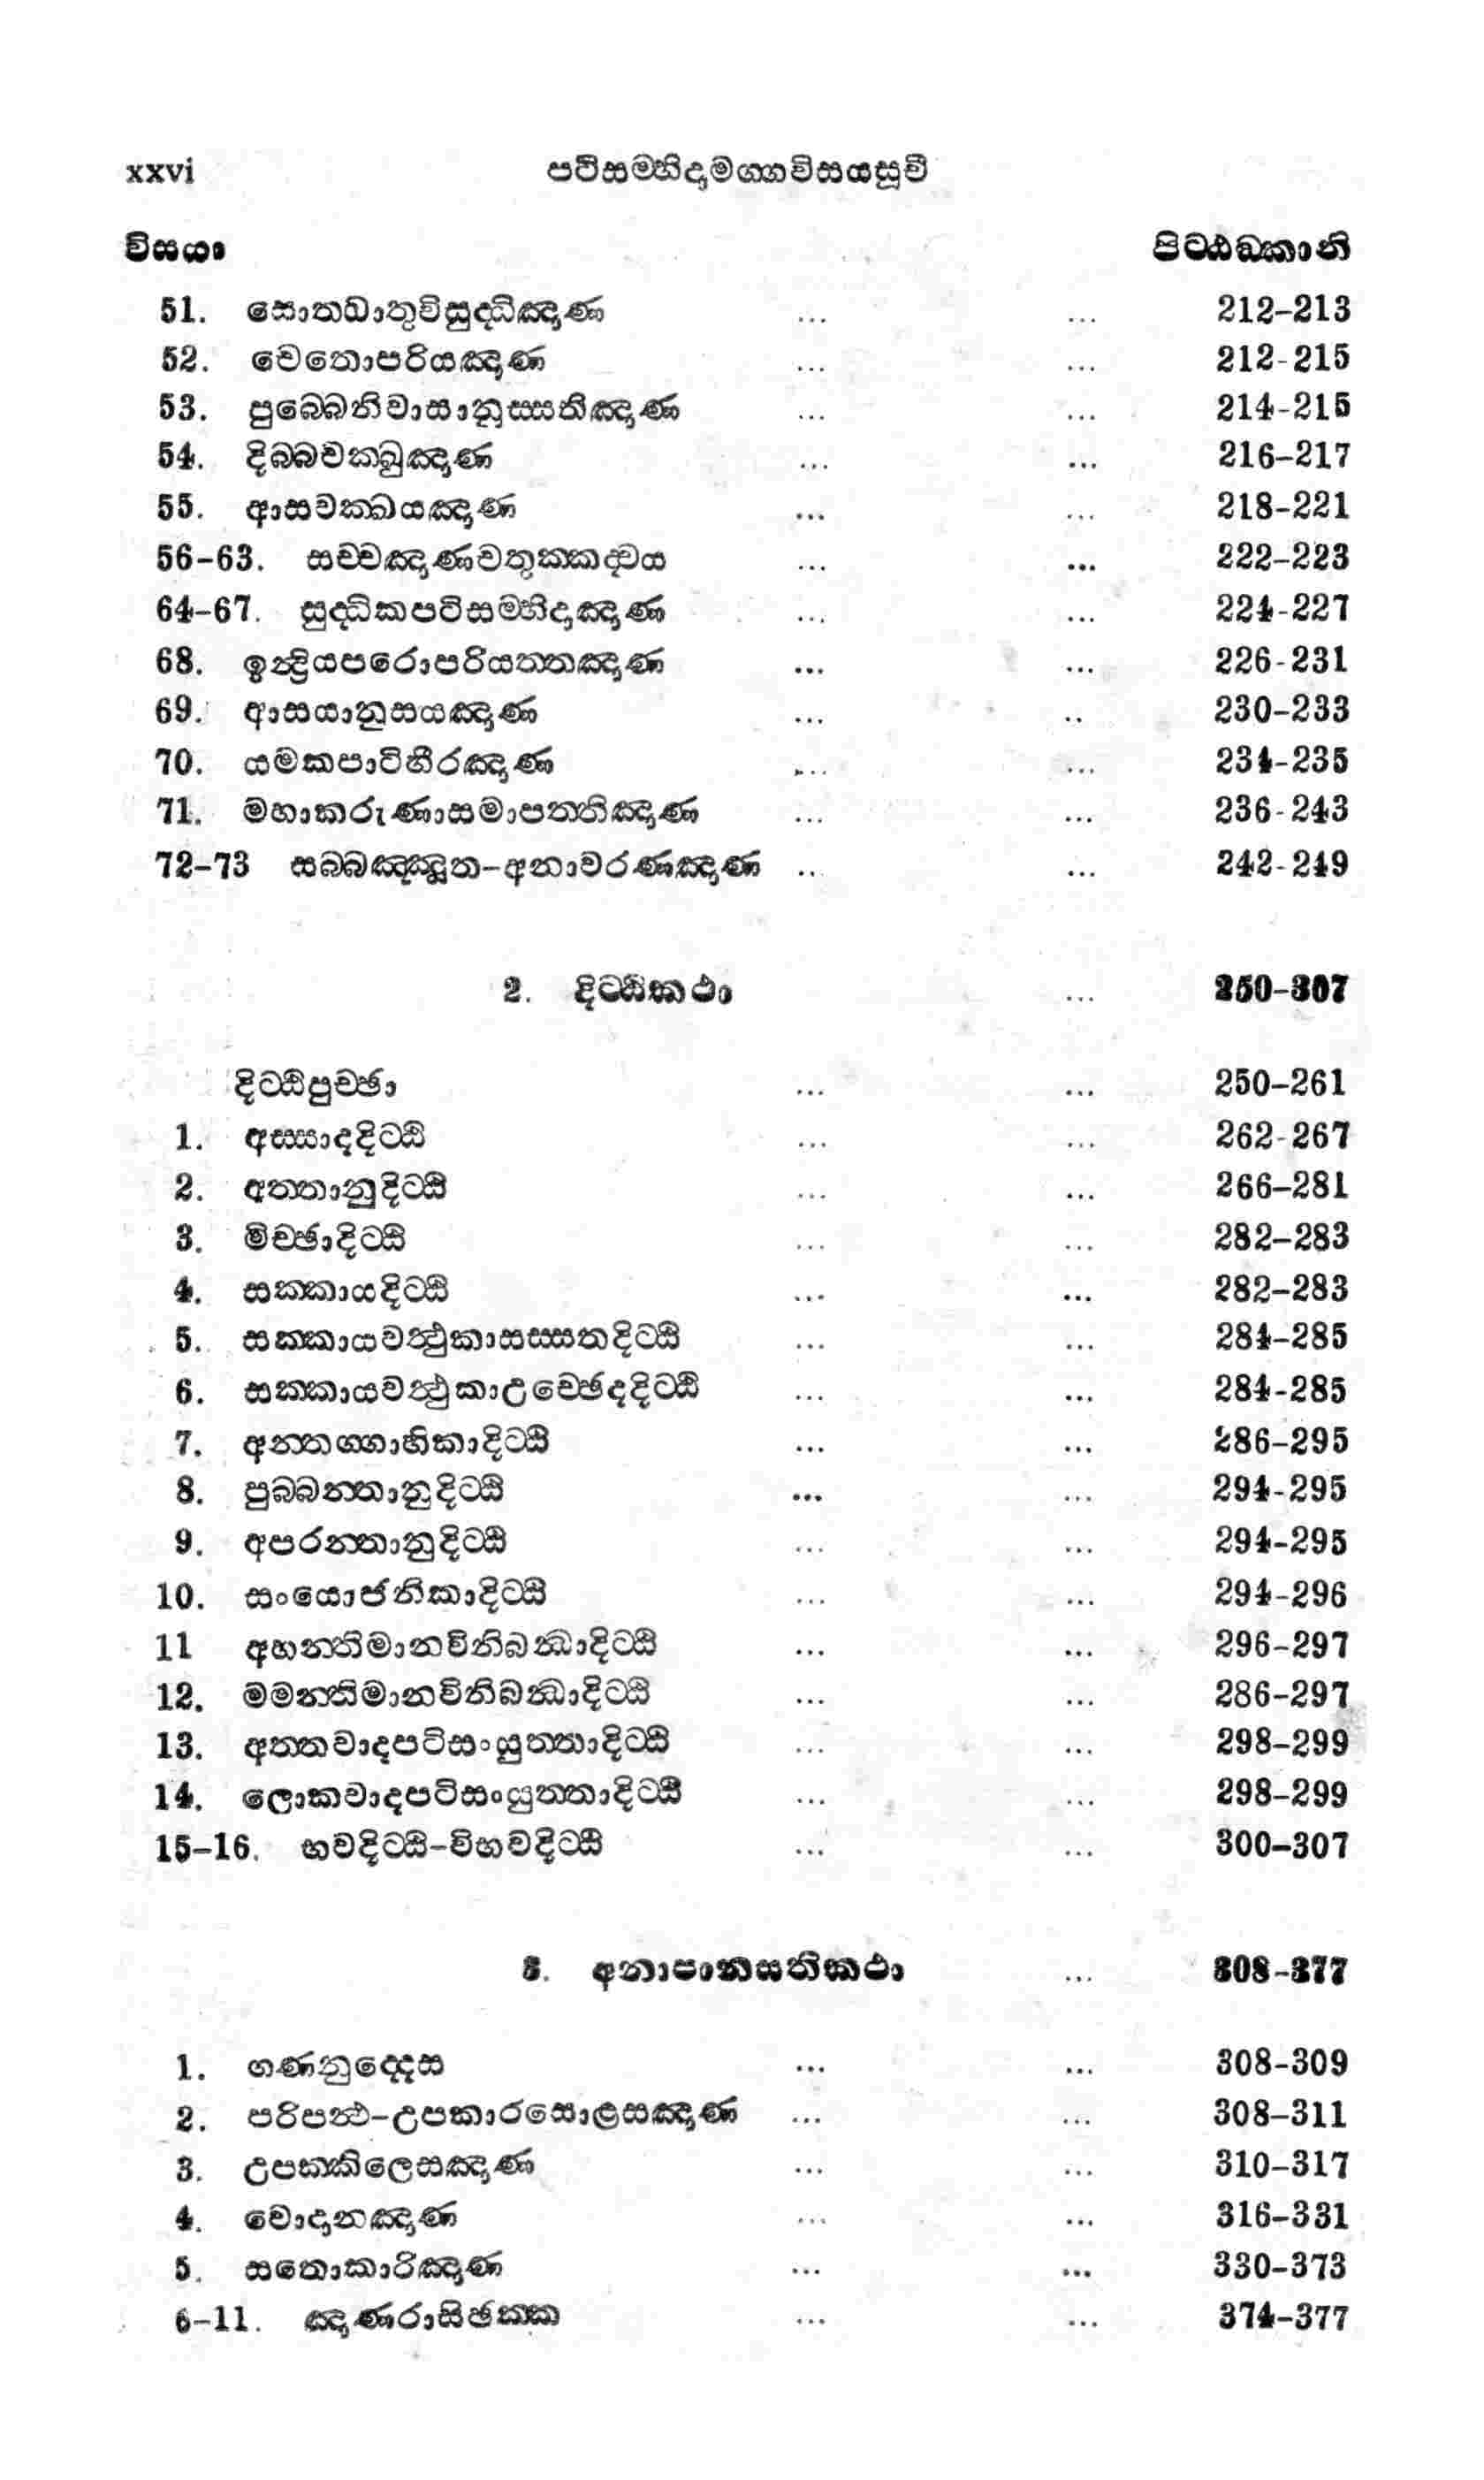 xxvi පටිසම්භිදාමග්ගවිසයසූචී
විසයා පිට්ඨඞ්කානි
51. සොතධාතුවිසුද්ධිඤාණ ... ... 212–213
52. චෙතොපරියඤාණ ... ... 212-215
53. පුබ්බෙනිවාසානුස්සතිඤාණ ... ... 214-215
54. දිබ්බචක්ඛුඤාණ ... ... 216–217
55. ආසවක්ඛයඤාණ ... ... 218–221
56–63. සච්චඤාණචතුක්කද්වය ... ... 222–223
64–67. සුද්ධිකපටිසම්භිදාඤාණ ... ... 224-227
68. ඉන්ද්‍රියපරොපරියත්තඤාණ ... ... 226-231
69. ආසයානුසයඤාණ ... .. 230–233
70. යමකපාටිහීරඤාණ ... ... 234-235
71. මහාකරුණාසමාපත්තිඤාණ ... ... 236-243
72–73 සබ්බඤ්ඤුත–අනාවරණඤාණ .. ... 242-249
2. දිට්ඨිකථා ... 250–307
දිට්ඨිපුච්ඡා ... ... 250–261
1. අස්සාදදිට්ඨි ... ... 262-267
2. අත්තානුදිට්ඨි ... ... 266–281
3. මිච්ඡාදිට්ඨි ... ... 282–283
4. සක්කායදිට්ඨි ... ... 282–283
5. සක්කායවත්ථුකාසස්සතදිට්ඨි ... ... 284–285
6. සක්කායවත්ථුකාඋච්ඡෙදදිට්ඨි ... ... 284-285
7. අන්තග්ගාහිකාදිට්ඨි ... ... 286–295
8. පුබ්බන්තානුදිට්ඨි ... ... 294-295
9. අපරන්තානුදිට්ඨි ... ... 294–295
10. සංයොජනිකාදිට්ඨි ... ... 294–296
11 අහන්තිමානවිනිබන්ධාදිට්ඨි ... ... 296–297
12. මමන්තිමානවිනිබන්ධාදිට්ඨි ... ... 286–297
13. අත්තවාදපටිසංයුත්තාදිට්ඨි ... ... 298–299
14. ලොකවාදපටිසංයුත්තාදිට්ඨි ... ... 298–299
15–16. භවදිට්ඨි–විභවදිට්ඨි ... ... 300–307
3. අනාපානසතිකථා ... 308–377
1. ගණනුද්දෙස ... ... 308–309
2. පරිපන්ථ–උපකාරසොළසඤාණ ... ... 308–311
3. උපක්කිලෙසඤාණ ... ... 310–317
4. වොදානඤාණ ... ... 316–331
5. සතොකාරිඤාණ ... ... 330–373
6–11. ඤාණරාසිඡක්ක ... ... 374–377